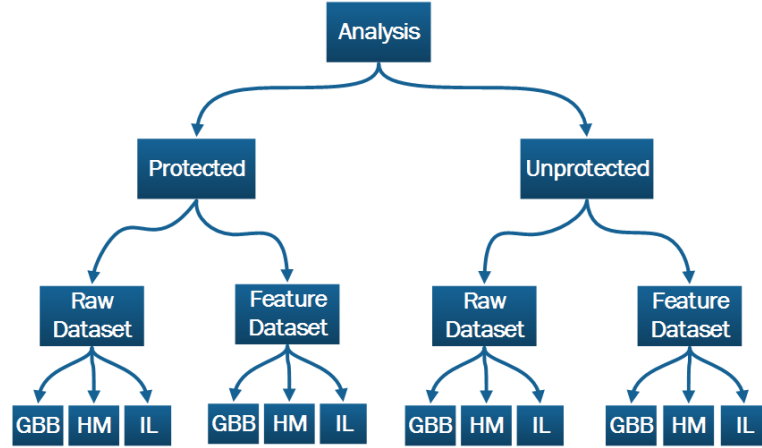 Analysis
Protected
Unprotected
Raw
Dataset
Feature
Dataset
Raw
Dataset
Feature
Dataset
GBB HM IL
GBB HM IL
GBB HM IL
GBB HM IL